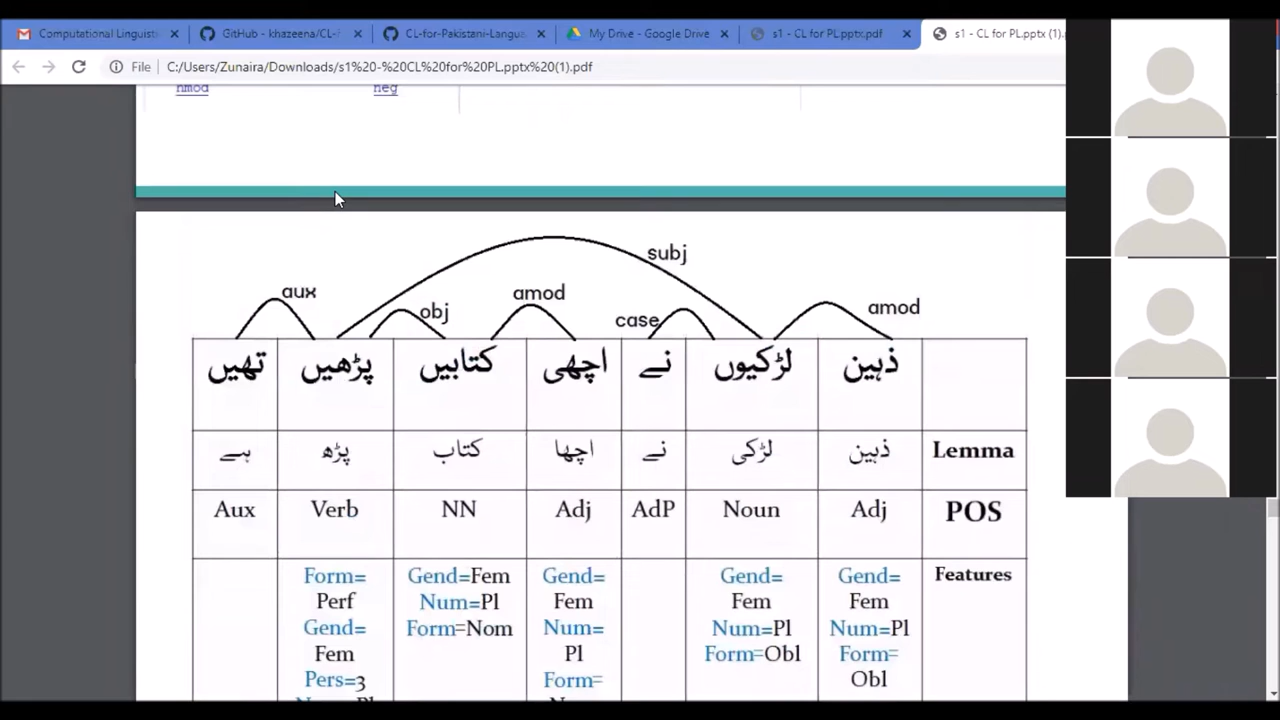 Computational Linguisti
GitHub - khazeena/CL-
CL-for-Pakistani-Langua
My Drive - Google Drive
s1 - CL for PL.pptx.pdf
s1 - CL for PL.pptx (1).
File C:/Users/Zunaira/Downloads/s1%20-%20CL%20for%20PL.pptx%20(1).pdf
nmod neg
subj
aux obj amod case amod
ذہین لڑکیوں نے اچھی کتابیں پڑھیں تھیں
Lemma ذہین لڑکی نے اچھا کتاب پڑھ ہے
Aux Verb NN Adj AdP Noun Adj POS
Form= Gend=Fem Gend= Gend= Gend= Features
Perf Num=Pl Fem Fem Fem
Gend= Form=Nom Num= Num=Pl Num=Pl
Fem Pl Form=Obl Form=
Pers=3 Form= Obl